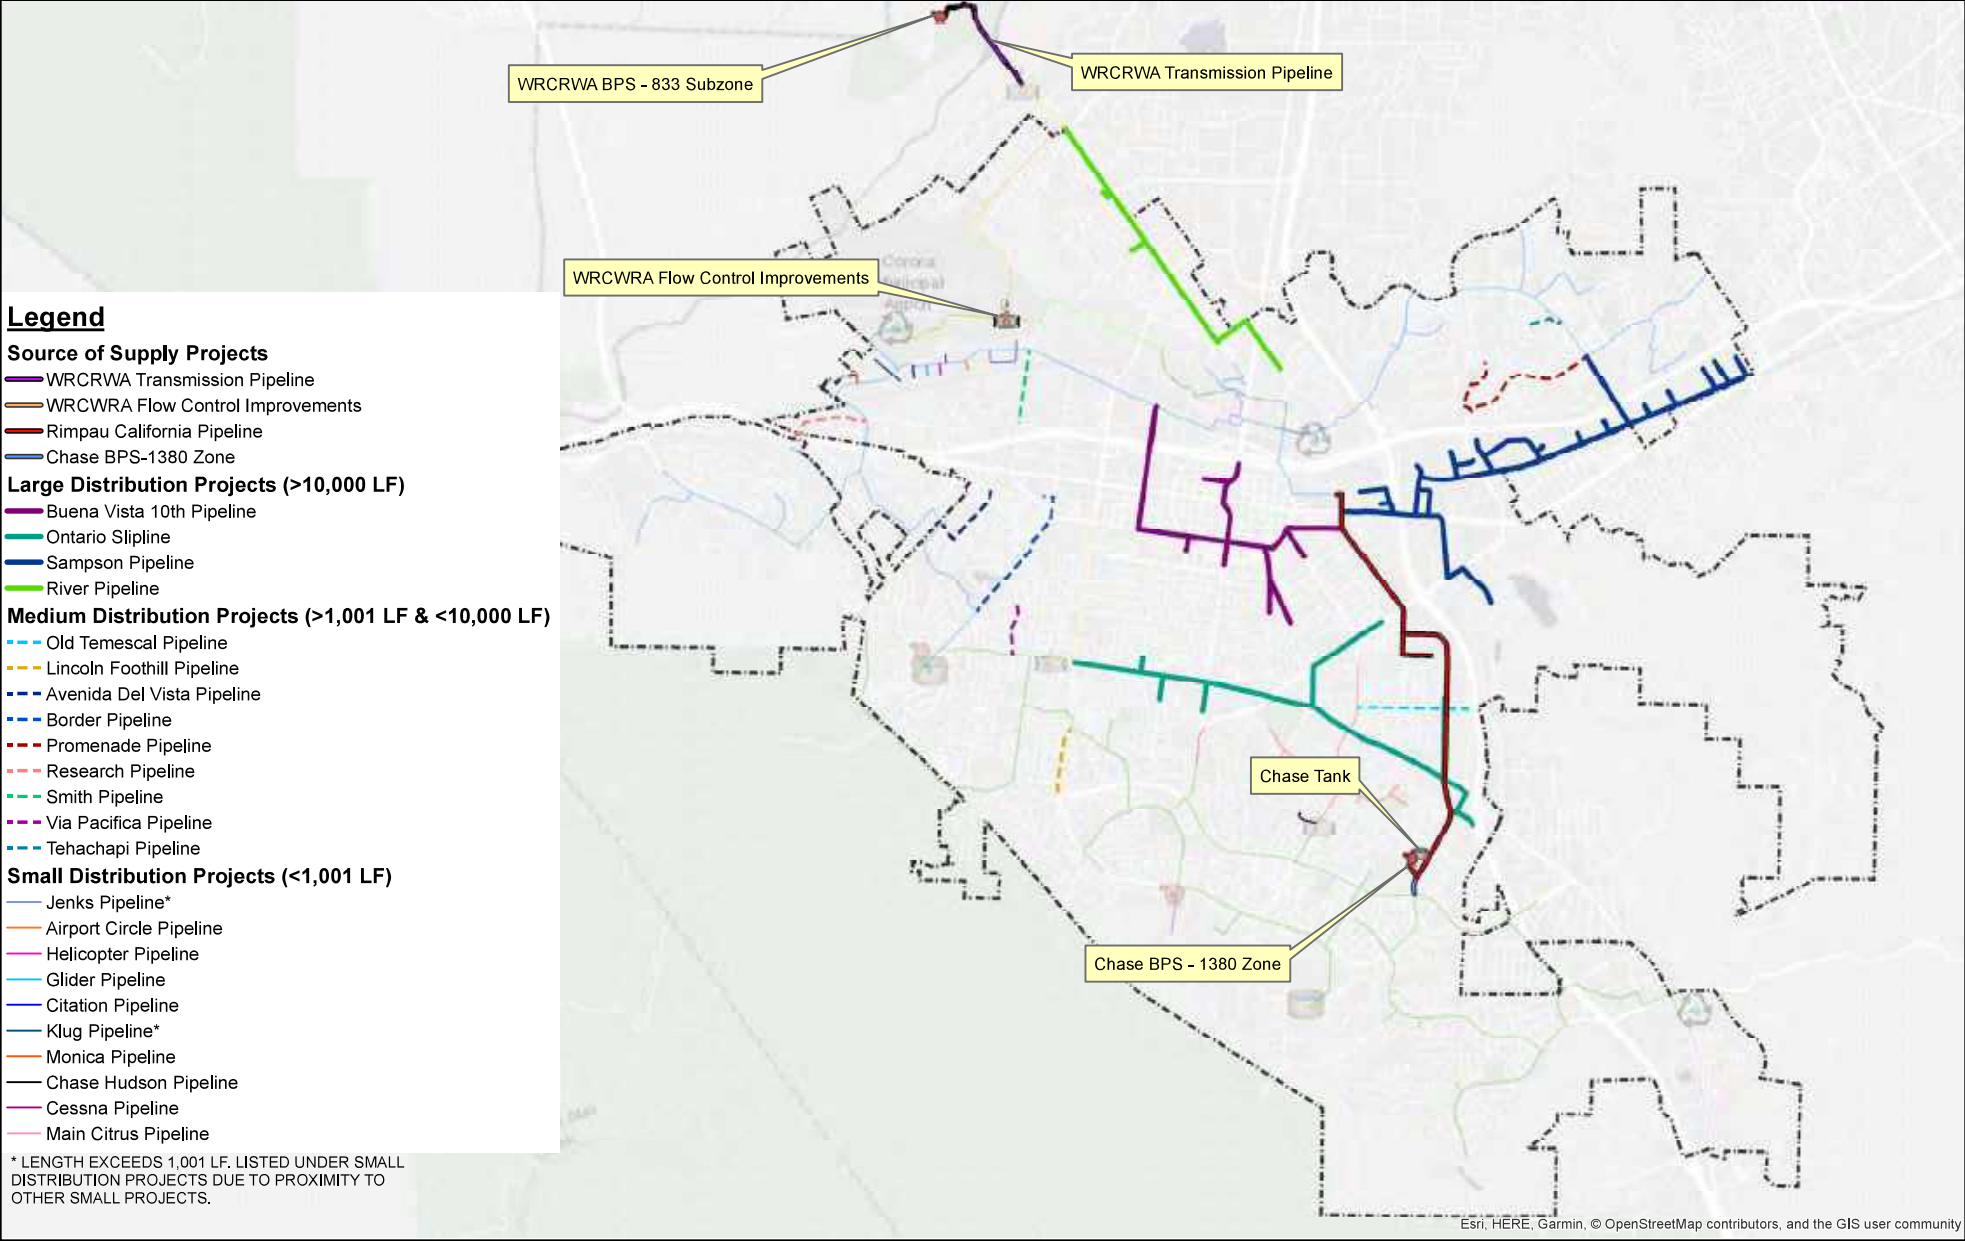 WRCRWA BPS - 833 Subzone
WRCRWA Transmission Pipeline
WRCWRA Flow Control Improvements
Corona
Municipal
Airport
Legend
Source of Supply Projects
WRCRWA Transmission Pipeline
WRCWRA Flow Control Improvements
Rimpau California Pipeline
Chase BPS-1380 Zone
Large Distribution Projects (>10,000 LF)
Buena Vista 10th Pipeline
Ontario Slipline
Sampson Pipeline
River Pipeline
Medium Distribution Projects (>1,001 LF & <10,000 LF)
Old Temescal Pipeline
Lincoln Foothill Pipeline
Avenida Del Vista Pipeline
Border Pipeline
Promenade Pipeline
Research Pipeline
Smith Pipeline
Via Pacifica Pipeline
Tehachapi Pipeline
Small Distribution Projects (<1,001 LF)
Jenks Pipeline*
Airport Circle Pipeline
Helicopter Pipeline
Glider Pipeline
Citation Pipeline
Klug Pipeline*
Monica Pipeline
Chase Hudson Pipeline
Cessna Pipeline
Main Citrus Pipeline
* LENGTH EXCEEDS 1,001 LF. LISTED UNDER SMALL
DISTRIBUTION PROJECTS DUE TO PROXIMITY TO
OTHER SMALL PROJECTS.
Chase Tank
Chase BPS - 1380 Zone
Esri, HERE, Garmin, © OpenStreetMap contributors, and the GIS user community